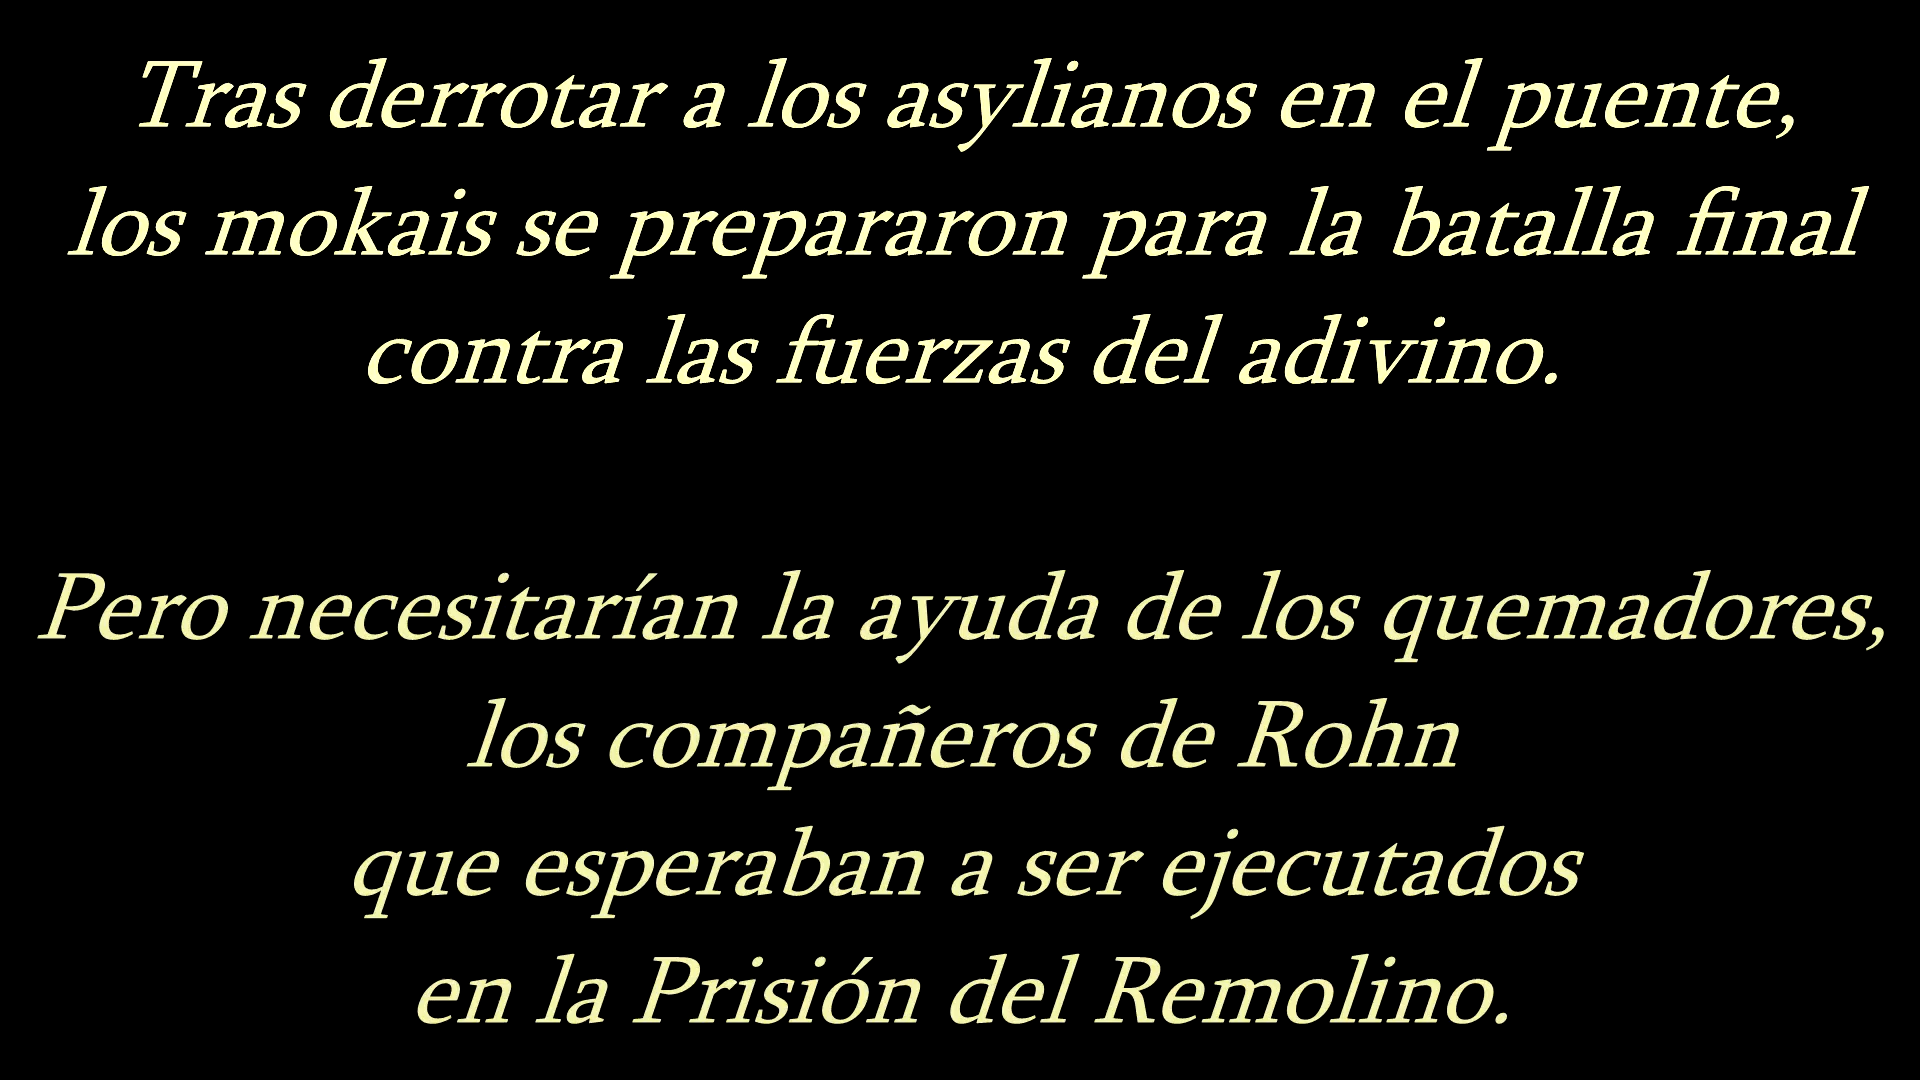 Tras derrotar a los asylianos en el puente,
los mokais se prepararon para la batalla final
contra las fuerzas del adivino.
Pero necesitarían la ayuda de los quemadores,
los compañeros de Rohn
que esperaban a ser ejecutados
en la Prisión del Remolino.